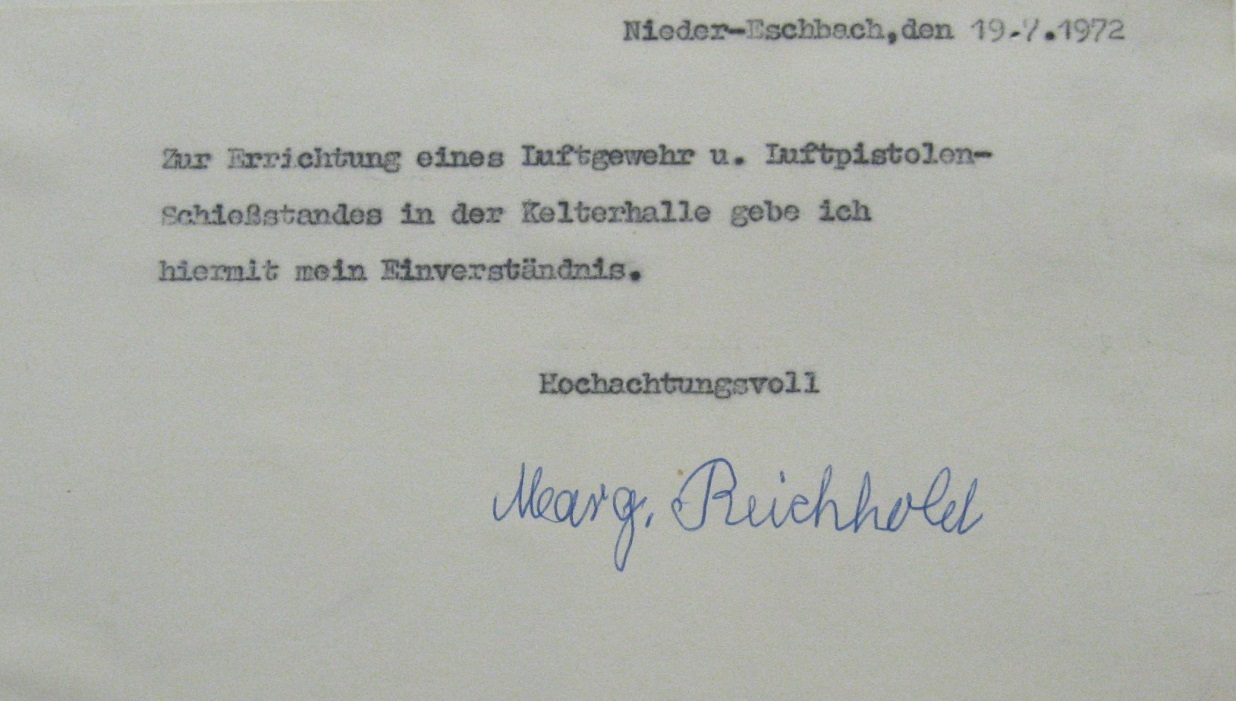 Nieder-Eschbach,den 19.7.1972
Zur Errichtung eines Luftgewehr u. Luftpistolen-
Schießstandes in der Kelterhalle gebe ich
hiermit mein Einverständnis.
Hochachtungsvoll
Marg. Reichhold